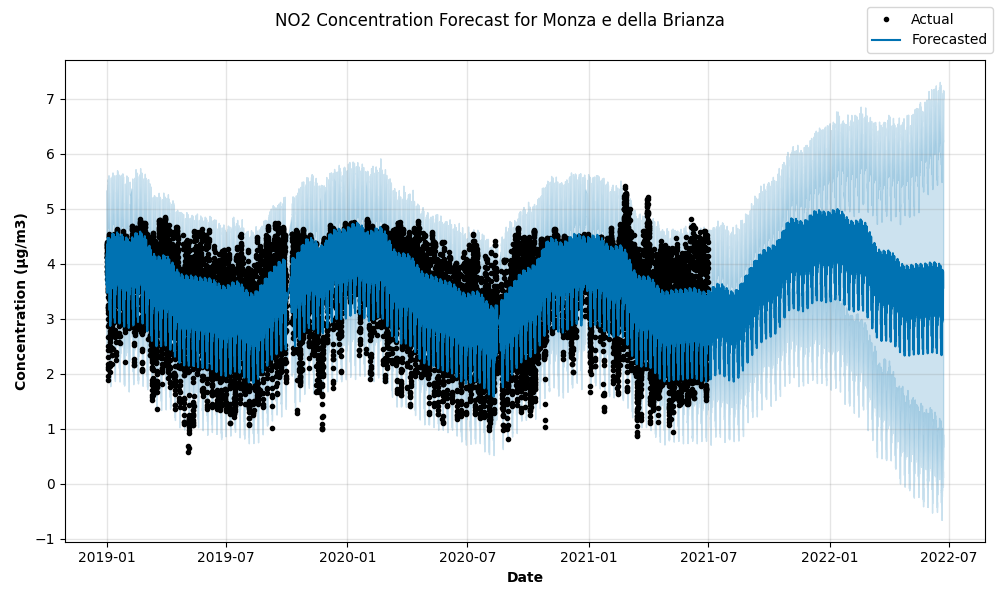 NO2 Concentration Forecast for Monza e della Brianza
Actual
Forecasted
Concentration (µg/m3)
7
6
5
4
3
2
1
0
−1
2019-01 2019-07 2020-01 2020-07 2021-01 2021-07 2022-01 2022-07
Date